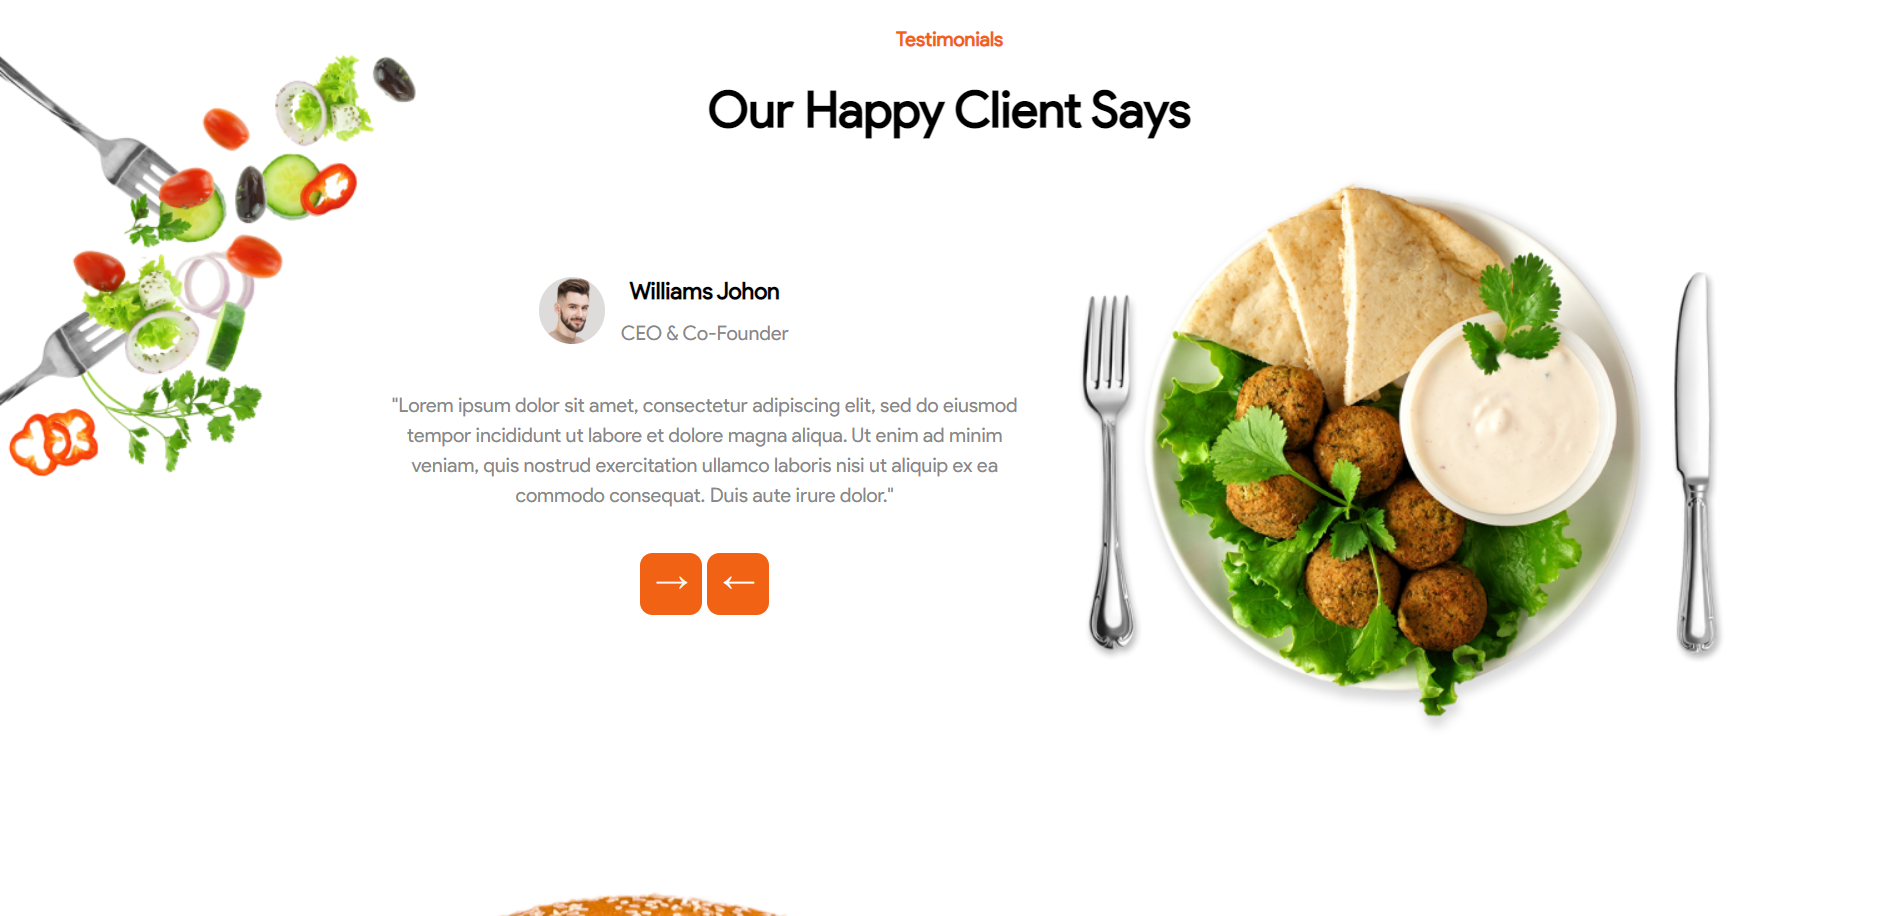 Testimonials
Our Happy Client Says
Williams Johon
CEO & Co-Founder
"Lorem ipsum dolor sit amet, consectetur adipiscing elit, sed do eiusmod
tempor incididunt ut labore et dolore magna aliqua. Ut enim ad minim
veniam, quis nostrud exercitation ullamco laboris nisi ut aliquip ex ea
commodo consequat. Duis aute irure dolor."